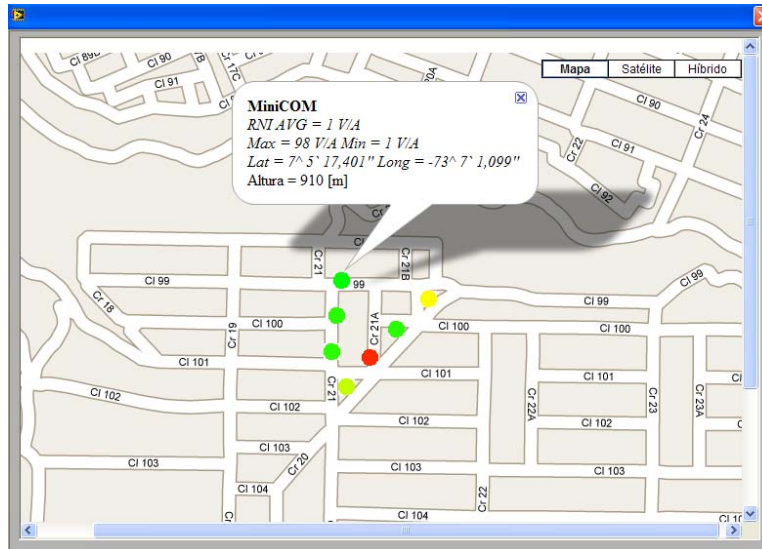 Mapa
Satélite
Híbrido
Cl 90
Cl 91
Cr 17C
Cl 90
Cr 24
Cr 22
Cl 91
Cl 92
MiniCOM
RNI AVG = 1 V/A
Max = 98 V/A Min = 1 V/A
Lat = 7^ 5` 17,401" Long = -73^ 7` 1,099"
Altura = 910 [m]
Cr 21
Cr 21B
Cl 99
99
Cl 99
Cl 99
Cr 18
Cl 100
Cr 19
Cr 21A
Cl 100
Cl 100
Cl 101
Cl 101
Cl 101
Cl 102
Cr 21
Cl 102
Cr 22A
Cr 23
Cr 23A
Cl 102
Cl 102
Cl 103
Cl 103
Cr 20
Cl 103
Cl 103
Cl 104
Cr 22
Cl 104